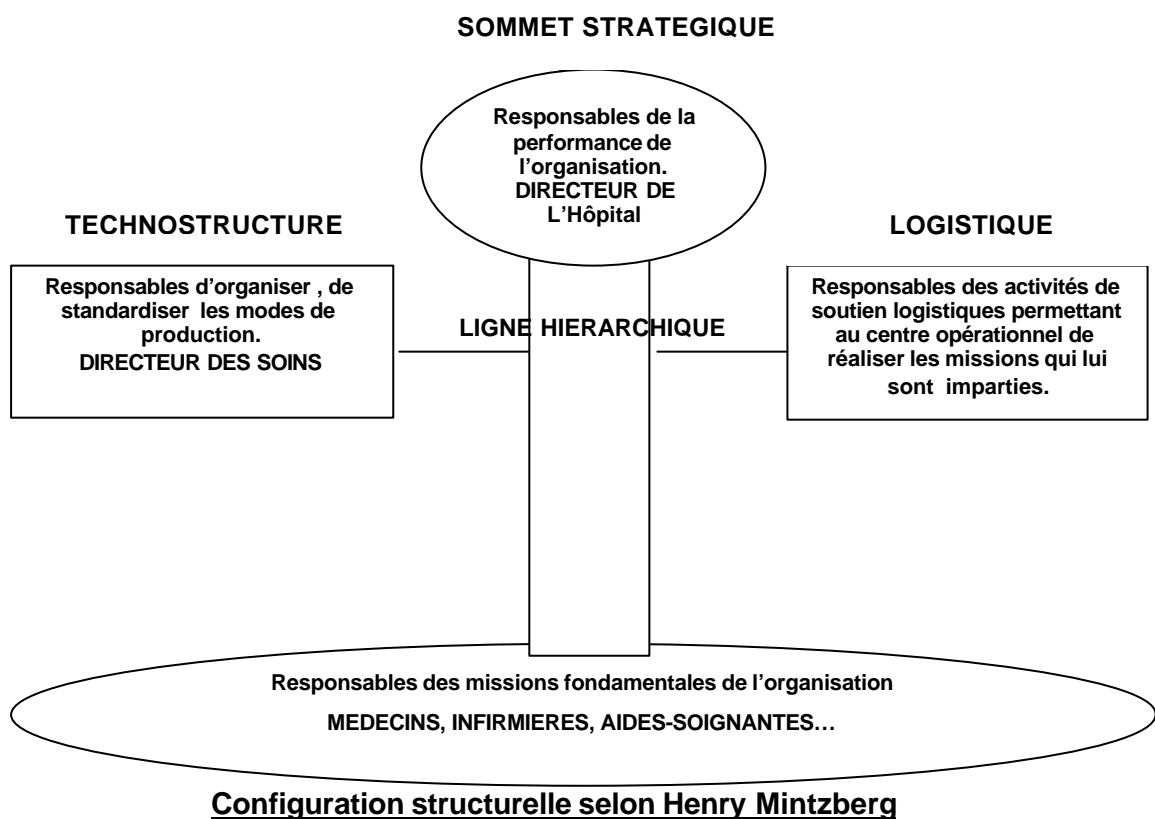 SOMMET STRATEGIQUE
Responsables de la
performance de
l’organisation.
DIRECTEUR DE
L’Hôpital
TECHNOSTRUCTURE
LOGISTIQUE
Responsables d’organiser , de
standardiser les modes de
production.
DIRECTEUR DES SOINS
LIGNE HIERARCHIQUE
Responsables des activités de
soutien logistiques permettant
au centre opérationnel de
réaliser les missions qui lui
sont imparties.
Responsables des missions fondamentales de l’organisation
MEDECINS, INFIRMIERES, AIDES-SOIGNANTES…
Configuration structurelle selon Henry Mintzberg